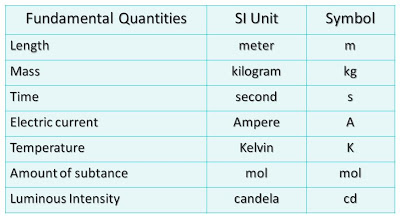 Fundamental Quantities SI Unit Symbol
Length meter m
Mass kilogram kg
Time second s
Electric current Ampere A
Temperature Kelvin K
Amount of subtance mol mol
Luminous Intensity candela cd